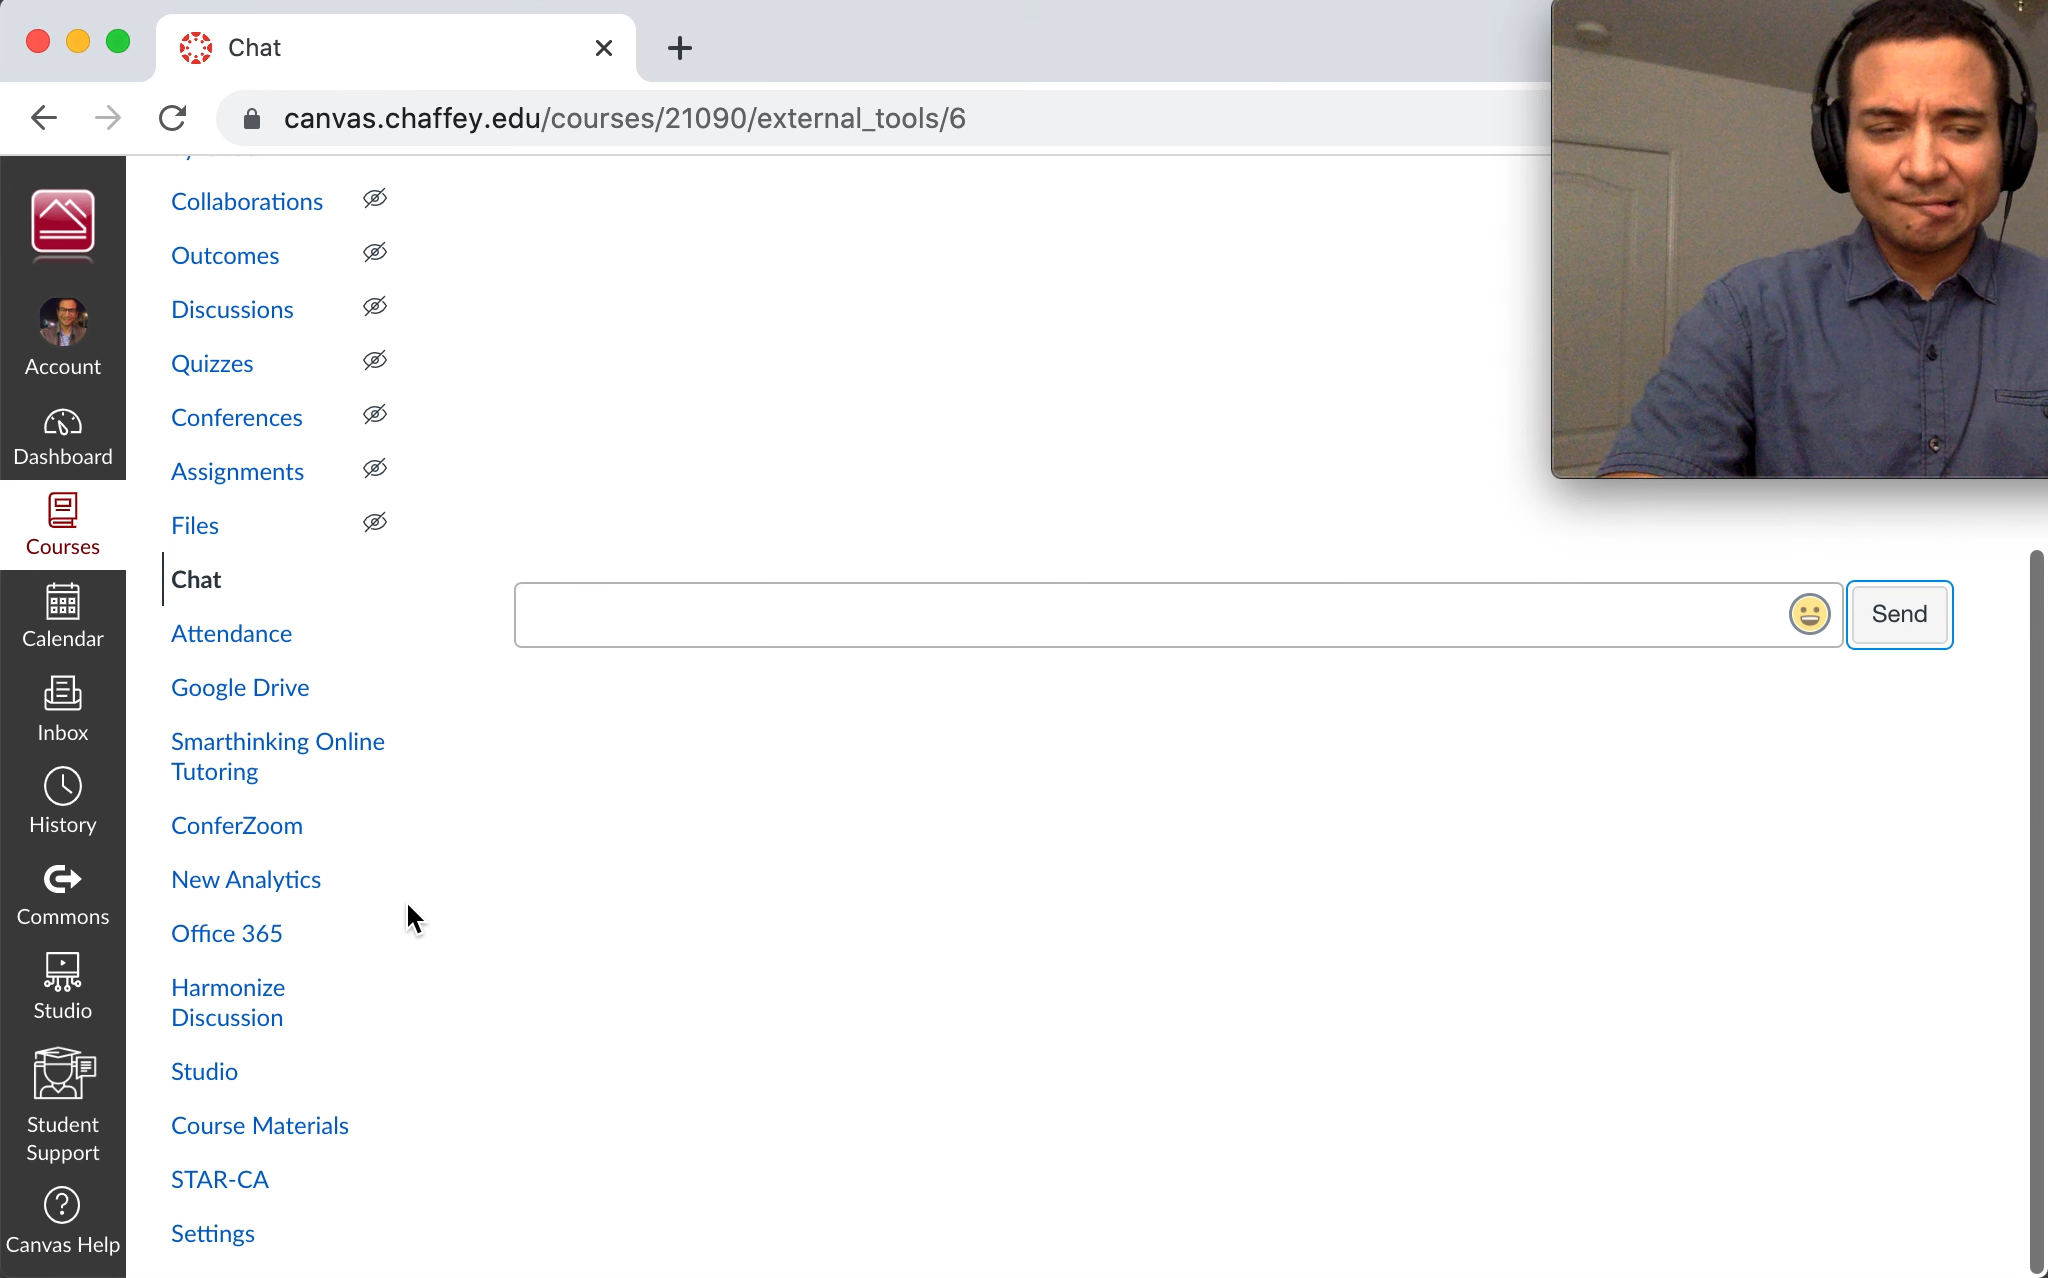 Chat
canvas.chaffey.edu/courses/21090/external_tools/6
Account
Dashboard
Courses
Calendar
Inbox
History
Commons
Studio
Student
Support
Canvas Help
Collaborations
Outcomes
Discussions
Quizzes
Conferences
Assignments
Files
Chat
Attendance
Google Drive
Smarthinking Online
Tutoring
ConferZoom
New Analytics
Office 365
Harmonize
Discussion
Studio
Course Materials
STAR-CA
Settings
Send